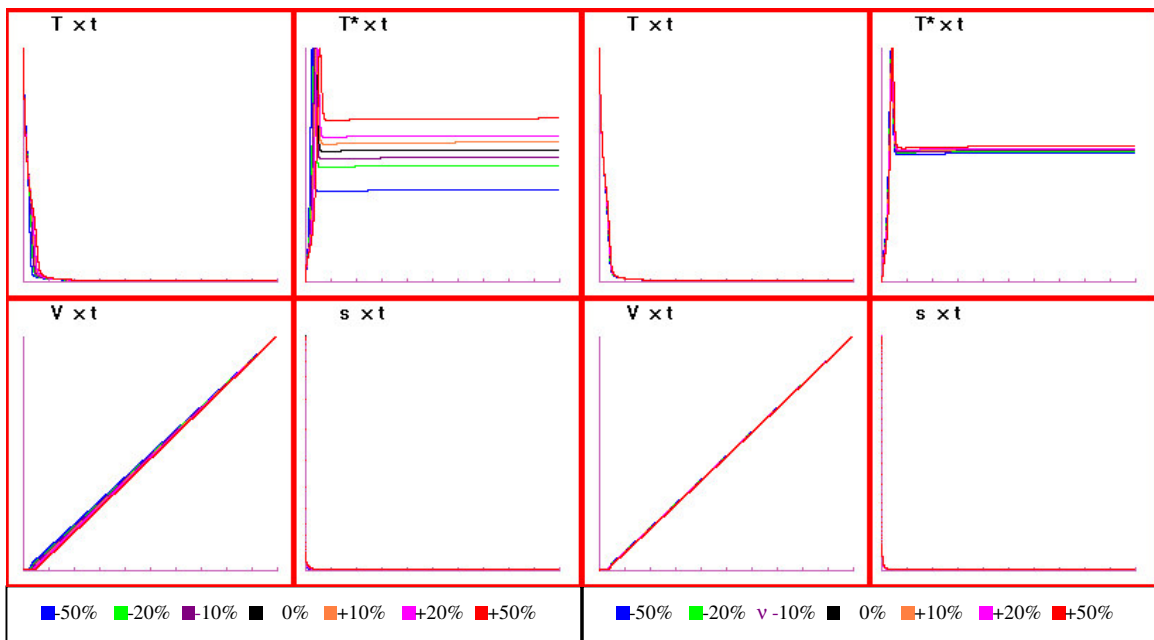 T × t T* × t T × t T* × t
V × t s × t V × t s × t
-50% -20% -10% 0% +10% +20% +50% -50% -20% ν -10% 0% +10% +20% +50%